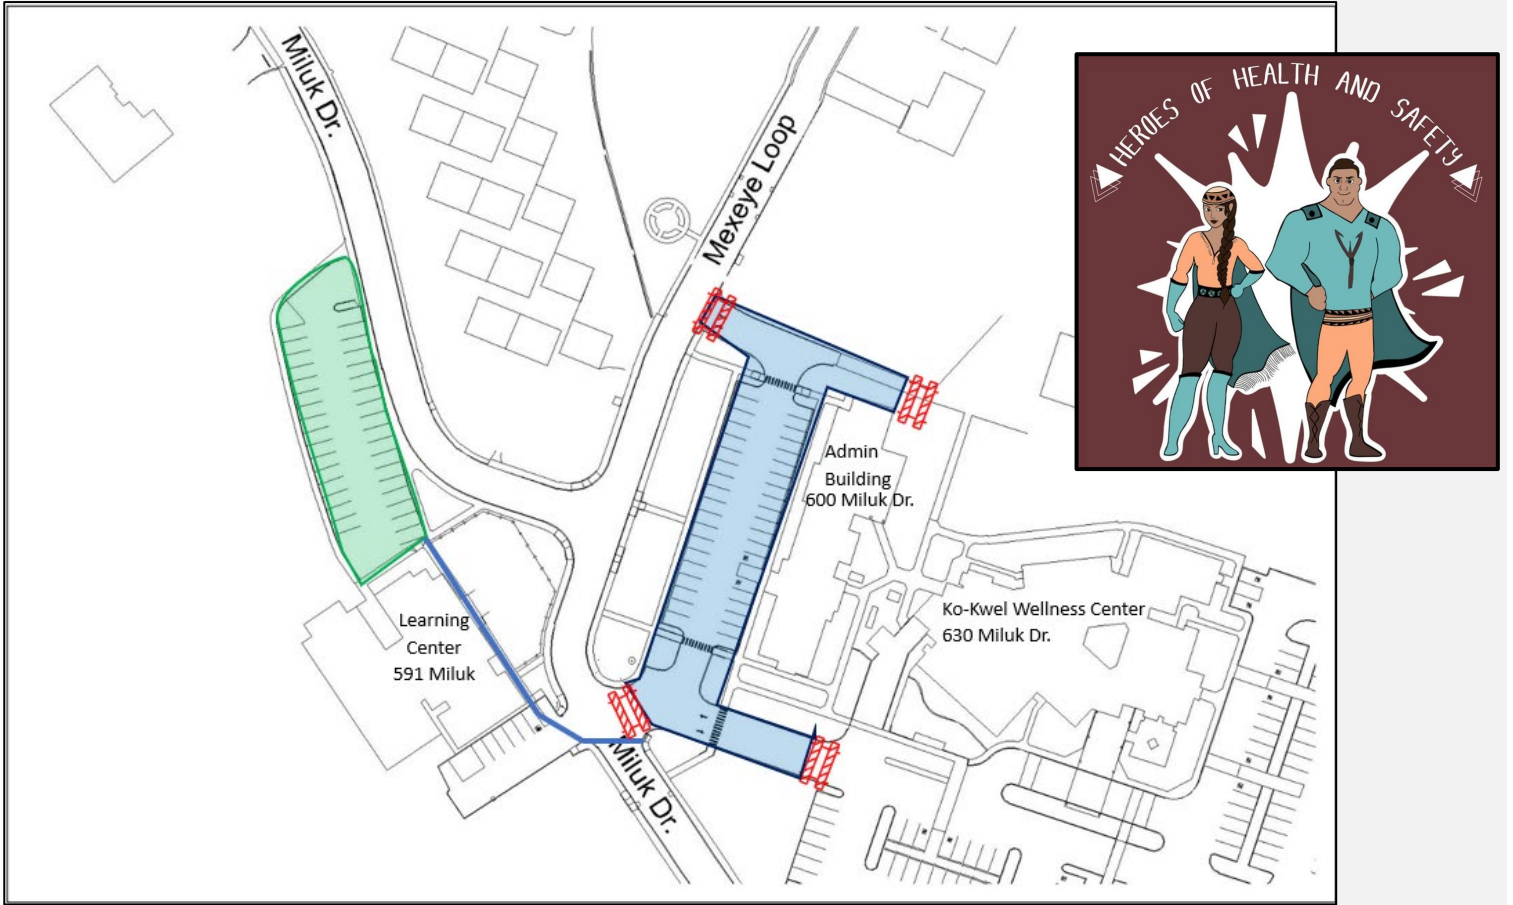 Miluk Dr.
Mexeye Loop
HEROES OF HEALTH AND SAFETY
Admin
Building
600 Miluk Dr.
Learning
Center
591 Miluk
Ko-Kwel Wellness Center
630 Miluk Dr.
Miluk Dr.